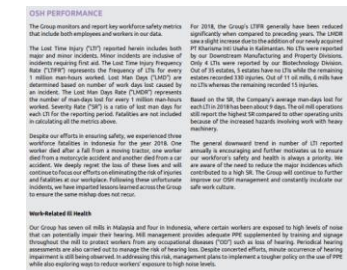 OSH PERFORMANCE
The Group monitors and report key workforce safety metrics
that include both employees and workers in our data.
The Lost Time Injury ("LTI") reported herein includes both
major and minor incidents. Minor incidents are inclusive of
incidents requiring first aid. The Lost Time Injury Frequency
Rate ("LTIFR") represents the frequency of LTIs for every
1 million man-hours worked. Lost Man Days ("LMD") are
determined based on number of work days lost caused by
an incident. The Lost Man Days Rate ("LMDR") represents
the number of man-days lost for every 1 million man-hours
worked. Severity Rate "SR") is a ratio of lost man days for
each LTI for the reporting period. Fatalities are not included
in calculating all the metrics above.
Despite our efforts in ensuring safety, we experienced three
workforce fatalities in Indonesia for the year 2018. One
worker died after a fall from a moving tractor, one worker
died from a motorcycle accident and another died from a car
accident. We deeply regret the loss of these lives and will
continue to focus our efforts on eliminating the risk of injuries
and fatalities at our workplace. Following these unfortunate
incidents, we have imparted lessons learned across the Group
to ensure the same mishap does not recur.
For 2018, the Group's LTIFR generally have been reduced
significantly when compared to preceding years. The LMDR
saw a slight increase due to the addition of our newly acquired
PT Kharisma Inti Usaha in Kalimantan. No LTIs were reported
by our Downstream Manufacturing and Property Divisions.
Only 4 LTIs were reported by our Biotechnology Division.
Out of 35 estates, 5 estates have no LTIs while the remaining
estates recorded 330 injuries. Out of 11 oil mills, 6 mills have
no LTIs whereas the remaining recorded 15 injuries.
Based on the SR, the Company's average man-days lost for
each LTI in 2018 has been about 9 days. The oil mill operations
still report the highest SR compared to other operating units
because of the increased hazards involving work with heavy
machinery.
The general downward trend in number of LTI reported
annually is encouraging and further motivates us to ensure
our workforce's safety and health is always a priority. We
are aware of the need to reduce the major incidences which
contributed to a high SR. The Group will continue to further
improve our OSH management and constantly inculcate our
safe work culture.
Work-Related Ill Health
Our Group has seven oil mills in Malaysia and four in Indonesia, where certain workers are exposed to high levels of noise
that can potentially impair their hearing. Mill management provides adequate PPE supplemented by training and signage
throughout the mill to protect workers from any occupational diseases ("OD") such as loss of hearing. Periodical hearing
assessments are also carried out to manage the risk of hearing loss. Despite concerted efforts, minute occurrence of hearing
impairment is still being observed. In addressing this risk, management plans to implement a tougher policy on the use of PPE
while also exploring ways to reduce workers' exposure to high noise levels.